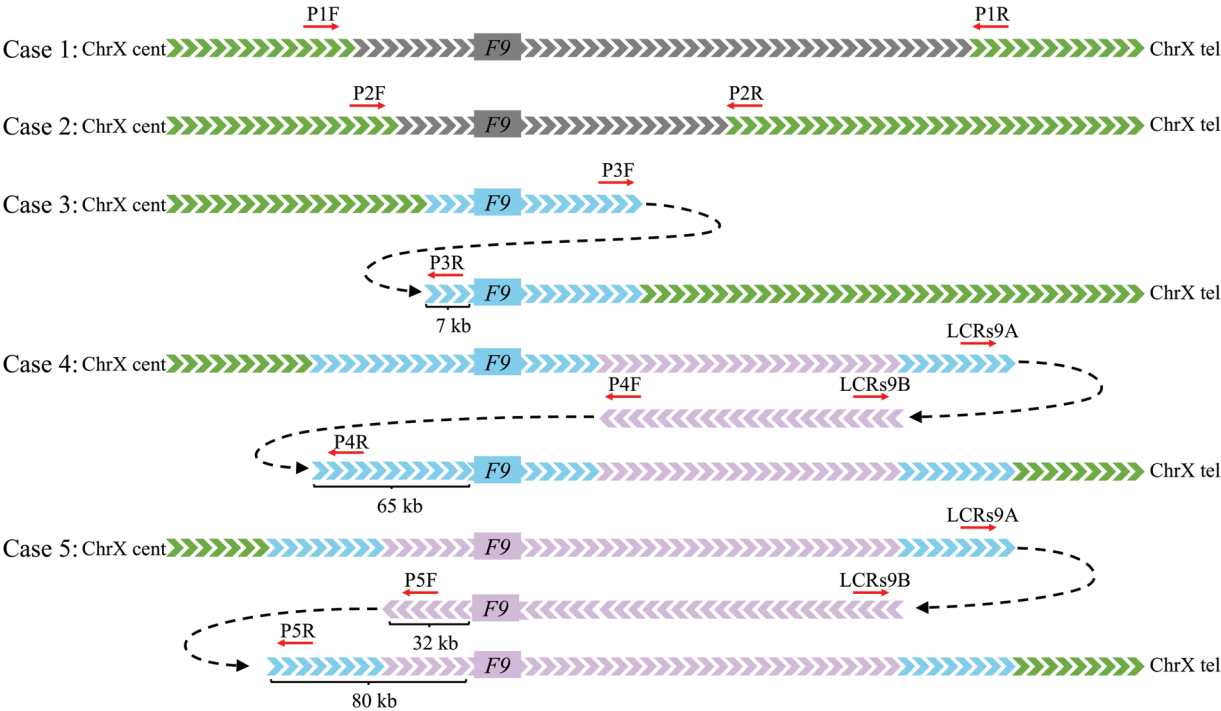 P1F P1R
Case 1: ChrX cent F9 ChrX tel
P2F P2R
Case 2: ChrX cent F9 ChrX tel
P3F
Case 3: ChrX cent F9
P3R
F9 ChrX tel
7 kb
LCRs9A
Case 4: ChrX cent F9
P4F LCRs9B
P4R
F9 ChrX tel
65 kb
LCRs9A
Case 5: ChrX cent F9
P5F LCRs9B
F9
P5R 32 kb
F9 ChrX tel
80 kb